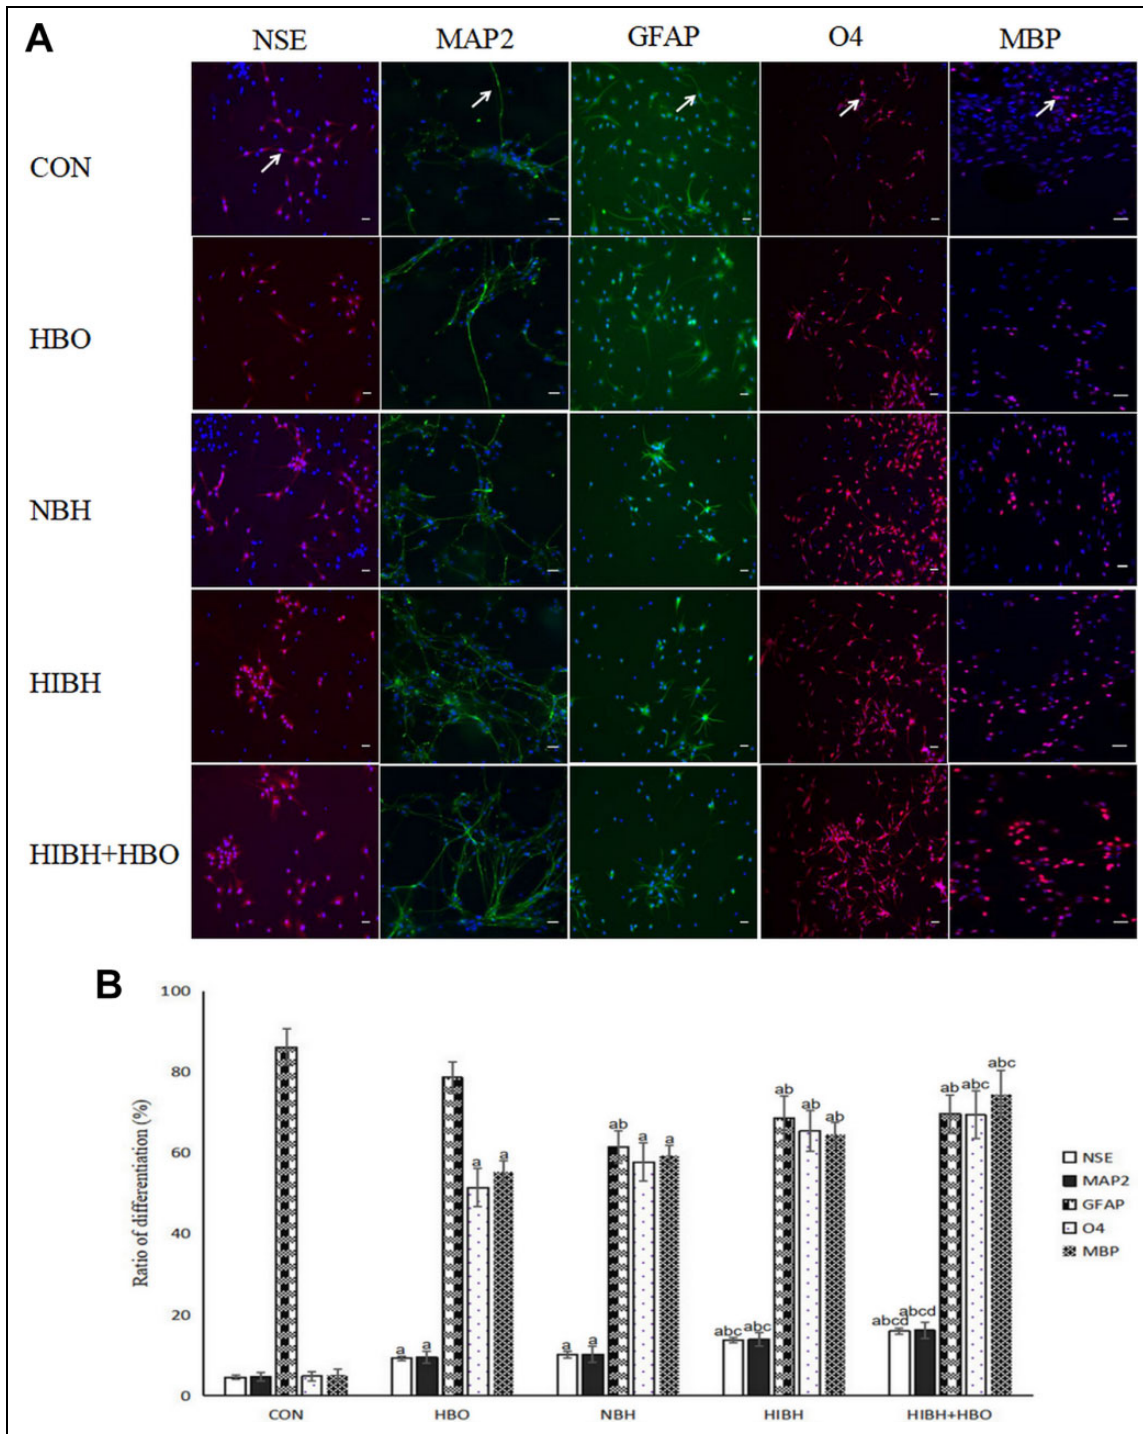 A
NSE MAP2 GFAP O4 MBP
CON
HBO
NBH
HIBH
HIBH+HBO
B
Ratio of differentiation (%)
100
80
60
40
20
0
a a a a
a a ab a a
abc abc ab ab ab
abcd abcd ab abc abc
CON HBO NBH HIBH HIBH+HBO
NSE
MAP2
GFAP
O4
MBP